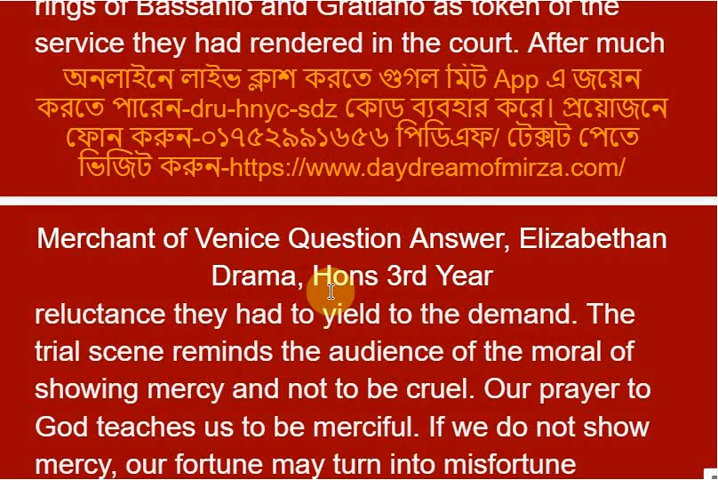 rings of Bassanio and Gratiano as token of the
service they had rendered in the court. After much
অনলাইনে লাইভ ক্লাশ করতে গুগল মিট App এ জয়েন
করতে পারেন-dru-hnyc-sdz কোড ব্যবহার করে। প্রয়োজনে
ফোন করুন-০১৭৫২৯৯১৬৫৬ পিডিএফ/ টেক্সট পেতে
ভিজিট করুন-https://www.daydreamofmirza.com/
Merchant of Venice Question Answer, Elizabethan
Drama, Hons 3rd Year
reluctance they had to yield to the demand. The
trial scene reminds the audience of the moral of
showing mercy and not to be cruel. Our prayer to
God teaches us to be merciful. If we do not show
mercy, our fortune may turn into misfortune